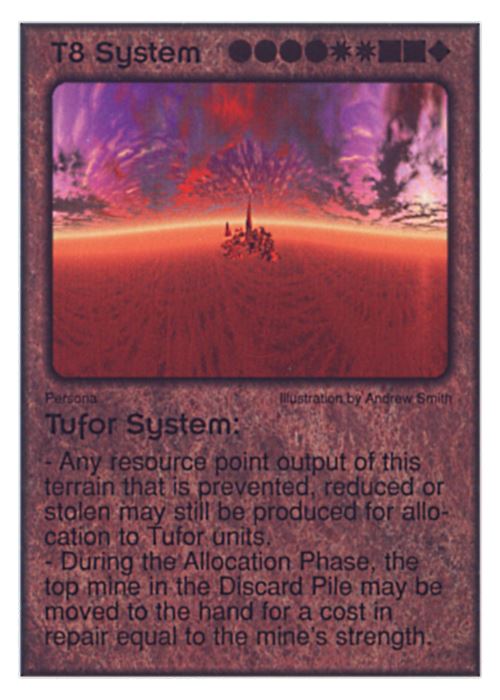 T8 System
Persona
Illustration by Andrew Smith
Tufor System:
- Any resource point output of this
terrain that is prevented, reduced or
stolen may still be produced for allo-
cation to Tufor units.
- During the Allocation Phase, the
top mine in the Discard Pile may be
moved to the hand for a cost in
repair equal to the mine's strength.